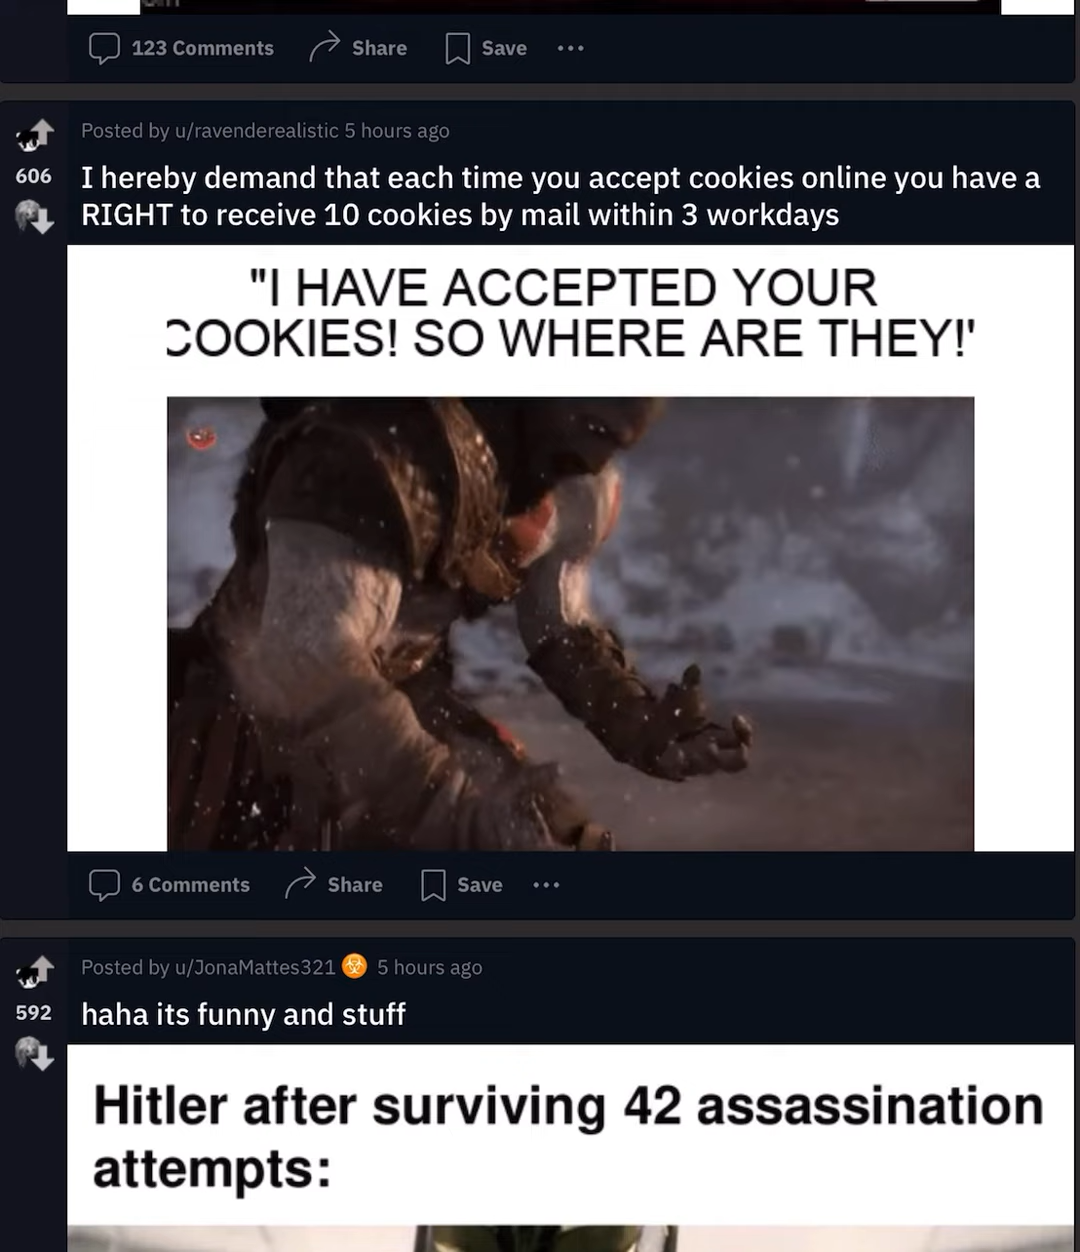 123 Comments Share Save
Posted by u/ravenderealistic 5 hours ago
606
I hereby demand that each time you accept cookies online you have a
RIGHT to receive 10 cookies by mail within 3 workdays
"I HAVE ACCEPTED YOUR
COOKIES! SO WHERE ARE THEY!'
6 Comments Share Save
Posted by u/JonaMattes321 5 hours ago
592
haha its funny and stuff
Hitler after surviving 42 assassination
attempts: